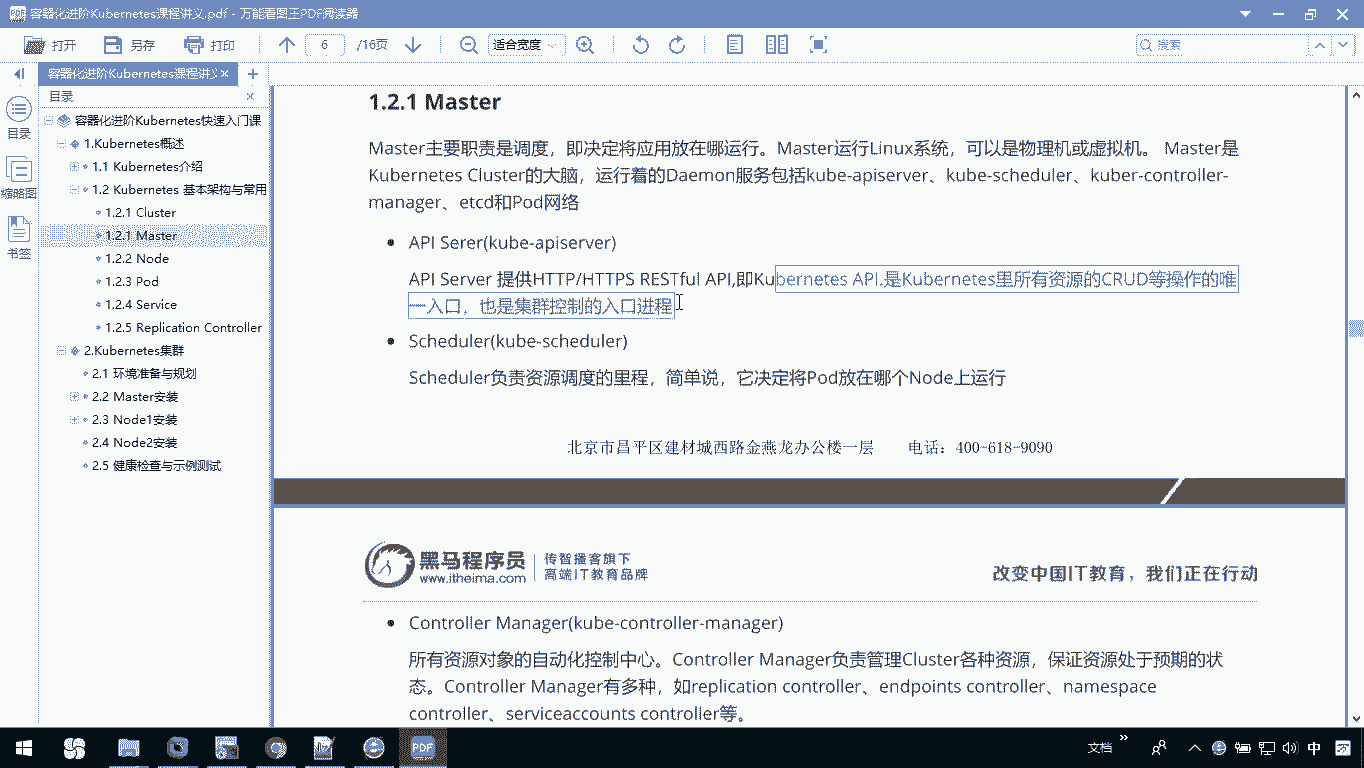 容器化进阶Kubernetes课程讲义.pdf - 万能看图王PDF阅读器
打开 另存 打印 6 /16页 适合宽度 搜索
容器化进阶Kubernetes课程讲义
目录
目录
缩略图
书签
容器化进阶Kubernetes快速入门课
1.Kubernetes概述
1.1 Kubernetes介绍
1.2 Kubernetes 基本架构与常用
1.2.1 Cluster
1.2.1 Master
1.2.2 Node
1.2.3 Pod
1.2.4 Service
1.2.5 Replication Controller
2.Kubernetes集群
2.1 环境准备与规划
2.2 Master安装
2.3 Node1安装
2.4 Node2安装
2.5 健康检查与示例测试
1.2.1 Master
Master主要职责是调度，即决定将应用放在哪运行。Master运行Linux系统，可以是物理机或虚拟机。 Master是
Kubernetes Cluster的大脑，运行着的Daemon服务包括kube-apiserver、kube-scheduler、kuber-controller-
manager、etcd和Pod网络
• API Serer(kube-apiserver)
API Server 提供HTTP/HTTPS RESTful API,即Kubernetes API,是Kubernetes里所有资源的CRUD等操作的唯
一入口，也是集群控制的入口进程
• Scheduler(kube-scheduler)
Scheduler负责资源调度的里程，简单说，它决定将Pod放在哪个Node上运行
北京市昌平区建材城西路金燕龙办公楼一层 电话：400-618-9090
黑马程序员
www.itheima.com
传智播客旗下
高端IT教育品牌
改变中国IT教育，我们正在行动
• Controller Manager(kube-controller-manager)
所有资源对象的自动化控制中心。Controller Manager负责管理Cluster各种资源，保证资源处于预期的状
态。Controller Manager有多种，如replication controller、endpoints controller、namespace
controller、serviceaccounts controller等。
PDF
文档
中